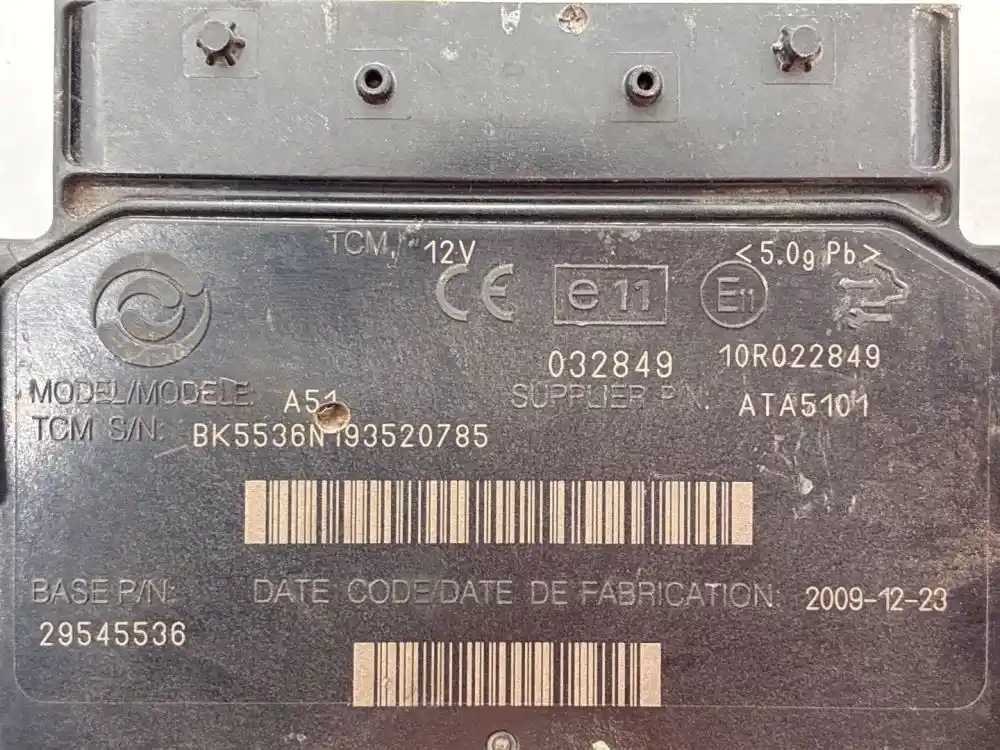 TCM, 12V <5.0g Pb>
CE e11 E11
032849 10R022849
MODEL/MODELE: A51 SUPPLIER P/N: ATA5101
TCM S/N: BK5536N193520785
BASE P/N: DATE CODE/DATE DE FABRICATION: 2009-12-23
29545536